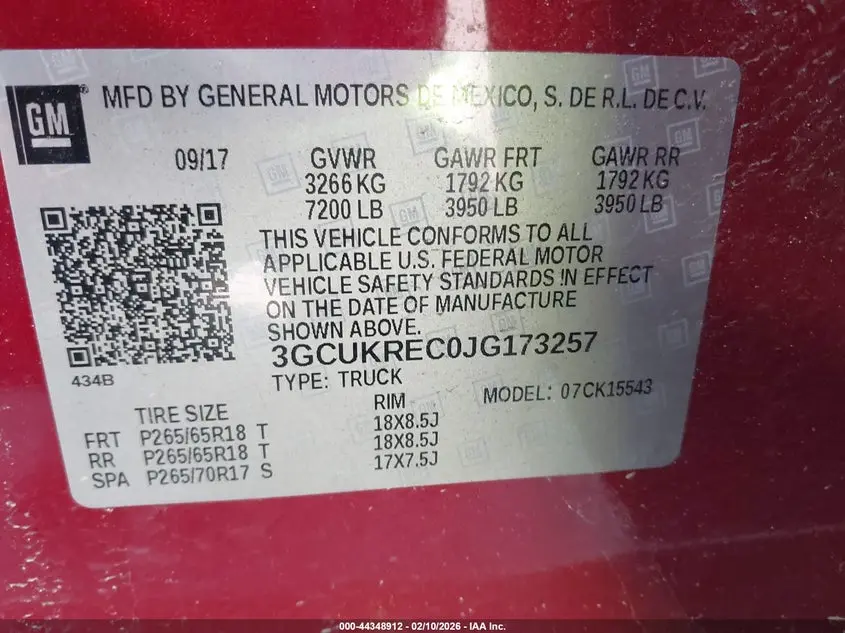 GM
MFD BY GENERAL MOTORS DE MEXICO, S. DE R.L. DE C.V.
09/17 GVWR GAWR FRT GAWR RR
3266 KG 1792 KG 1792 KG
7200 LB 3950 LB 3950 LB
THIS VEHICLE CONFORMS TO ALL
APPLICABLE U.S. FEDERAL MOTOR
VEHICLE SAFETY STANDARDS IN EFFECT
ON THE DATE OF MANUFACTURE
SHOWN ABOVE.
3GCUKREC0JG173257
434B
TYPE: TRUCK MODEL: 07CK15543
TIRE SIZE RIM
FRT P265/65R18 T 18X8.5J
RR P265/65R18 T 18X8.5J
SPA P265/70R17 S 17X7.5J
000-44348912 — 02/10/2026 — IAA Inc.